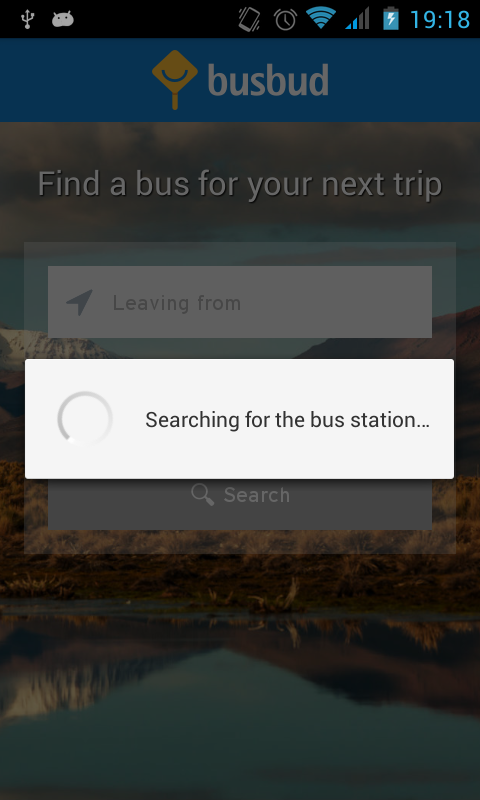 19:18
busbud
Find a bus for your next trip
Leaving from
Searching for the bus station...
Search